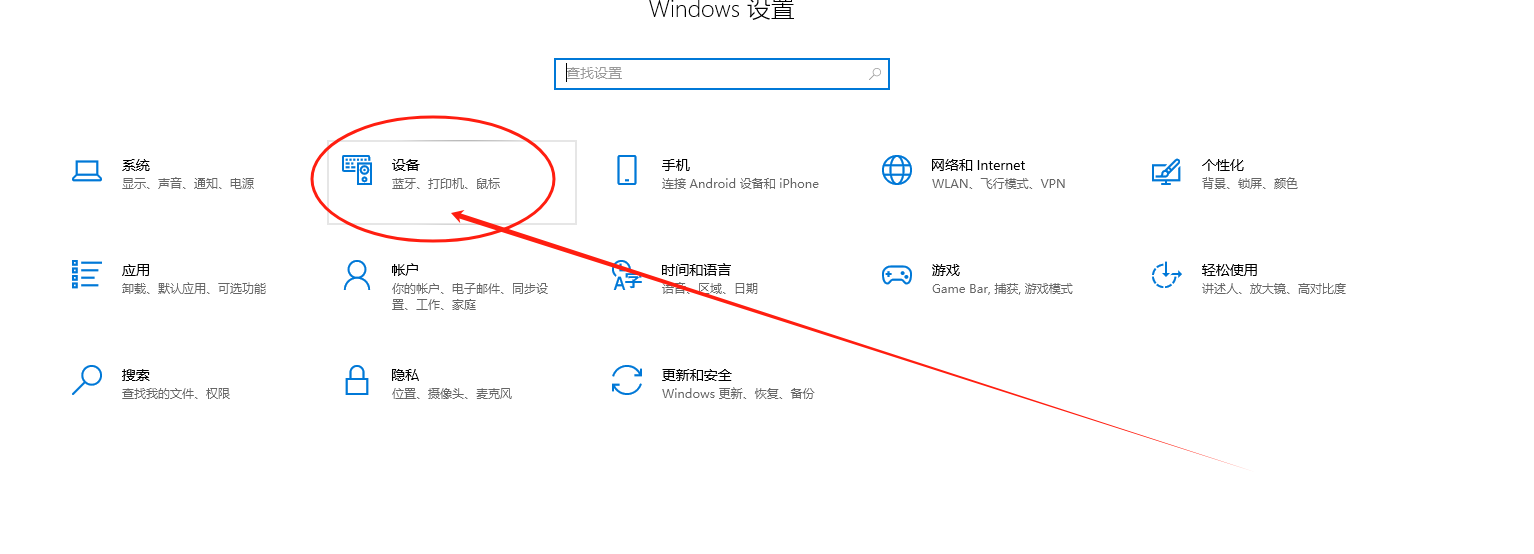 Windows 设置
查找设置
系统
显示、声音、通知、电源
设备
蓝牙、打印机、鼠标
手机
连接 Android 设备和 iPhone
网络和 Internet
WLAN、飞行模式、VPN
个性化
背景、锁屏、颜色
应用
卸载、默认应用、可选功能
帐户
你的帐户、电子邮件、同步设
置、工作、家庭
时间和语言
语音、区域、日期
游戏
Game Bar, 捕获, 游戏模式
轻松使用
讲述人、放大镜、高对比度
搜索
查找我的文件、权限
隐私
位置、摄像头、麦克风
更新和安全
Windows 更新、恢复、备份